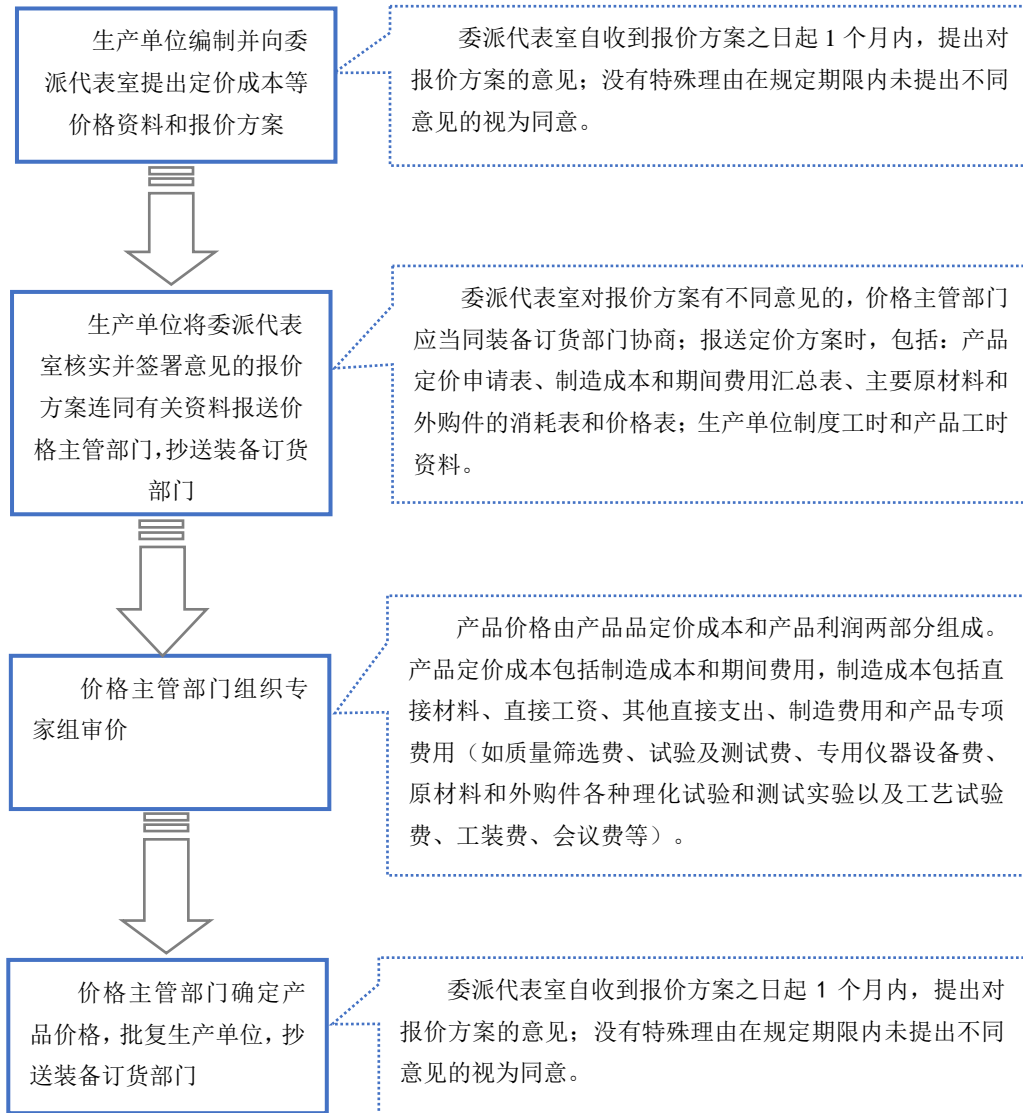 生产单位编制并向委
派代表室提出定价成本等
价格资料和报价方案
委派代表室自收到报价方案之日起 1 个月内，提出对
报价方案的意见；没有特殊理由在规定期限内未提出不同
意见的视为同意。
生产单位将委派代表
室核实并签署意见的报价
方案连同有关资料报送价
格主管部门，抄送装备订货
部门
委派代表室对报价方案有不同意见的，价格主管部门
应当同装备订货部门协商；报送定价方案时，包括：产品
定价申请表、制造成本和期间费用汇总表、主要原材料和
外购件的消耗表和价格表；生产单位制度工时和产品工时
资料。
价格主管部门组织专
家组审价
产品价格由产品品定价成本和产品利润两部分组成。
产品定价成本包括制造成本和期间费用，制造成本包括直
接材料、直接工资、其他直接支出、制造费用和产品专项
费用（如质量筛选费、试验及测试费、专用仪器设备费、
原材料和外购件各种理化试验和测试实验以及工艺试验
费、工装费、会议费等）。
价格主管部门确定产
品价格，批复生产单位，抄
送装备订货部门
委派代表室自收到报价方案之日起 1 个月内，提出对
报价方案的意见；没有特殊理由在规定期限内未提出不同
意见的视为同意。